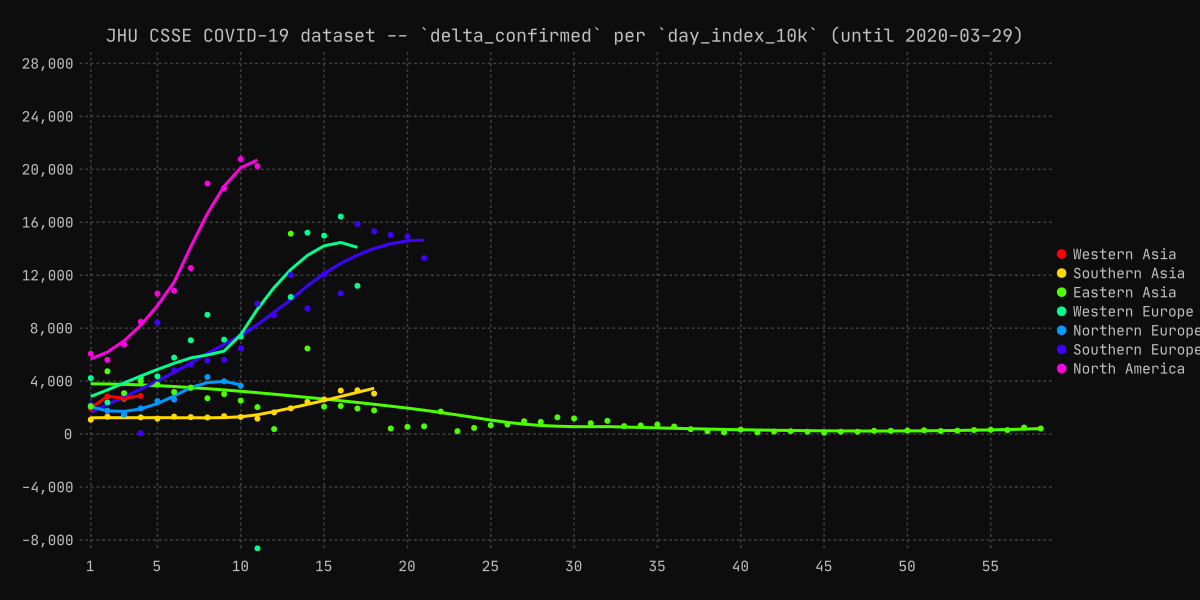 JHU CSSE COVID-19 dataset -- `delta_confirmed` per `day_index_10k` (until 2020-03-29)
28,000
24,000
20,000
16,000
12,000
8,000
4,000
0
-4,000
-8,000
1 5 10 15 20 25 30 35 40 45 50 55
Western Asia
Southern Asia
Eastern Asia
Western Europe
Northern Europe
Southern Europe
North America